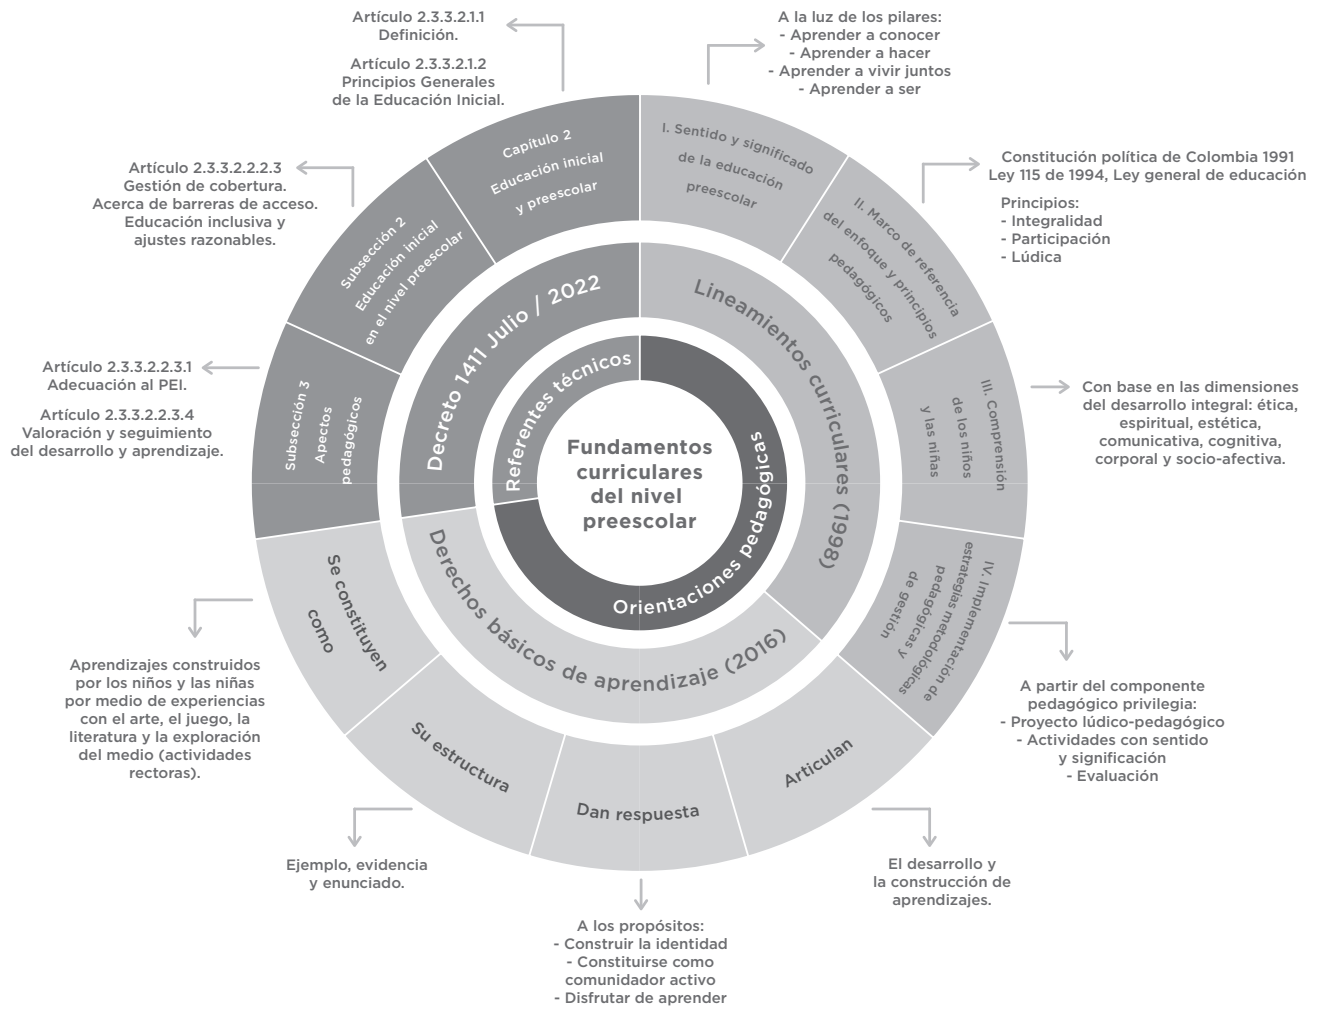 Artículo 2.3.3.2.1.1
Definición.
Artículo 2.3.3.2.1.2
Principios Generales
de la Educación Inicial.
A la luz de los pilares:
- Aprender a conocer
- Aprender a hacer
- Aprender a vivir juntos
- Aprender a ser
Artículo 2.3.3.2.2.2.3
Gestión de cobertura.
Acerca de barreras de acceso.
Educación inclusiva y
ajustes razonables.
Constitución política de Colombia 1991
Ley 115 de 1994, Ley general de educación
Principios:
- Integralidad
- Participación
- Lúdica
Artículo 2.3.3.2.2.3.1
Adecuación al PEI.
Artículo 2.3.3.2.2.3.4
Valoración y seguimiento
del desarrollo y aprendizaje.
Con base en las dimensiones
del desarrollo integral: ética,
espiritual, estética,
comunicativa, cognitiva,
corporal y socio-afectiva.
Capítulo 2
Educación inicial
y preescolar
I. Sentido y significado
de la educación
preescolar
Subsección 2
Educación inicial
en el nivel preescolar
II. Marco de referencia
del enfoque y principios
pedagógicos
Subsección 3
Apectos
pedagógicos
III. Comprensión
de los niños
y las niñas
IV. Implementación de
estrategias metodológicas
pedagógicas y
de gestión
Decreto 1411 Julio / 2022
Lineamientos curriculares (1998)
Derechos básicos de aprendizaje (2016)
Referentes técnicos
Orientaciones pedagógicas
Fundamentos
curriculares
del nivel
preescolar
Se constituyen
como
Su estructura
Dan respuesta
Articulan
Aprendizajes construidos
por los niños y las niñas
por medio de experiencias
con el arte, el juego, la
literatura y la exploración
del medio (actividades
rectoras).
A partir del componente
pedagógico privilegia:
- Proyecto lúdico-pedagógico
- Actividades con sentido
y significación
- Evaluación
Ejemplo, evidencia
y enunciado.
El desarrollo y
la construcción de
aprendizajes.
A los propósitos:
- Construir la identidad
- Constituirse como
comunidador activo
- Disfrutar de aprender